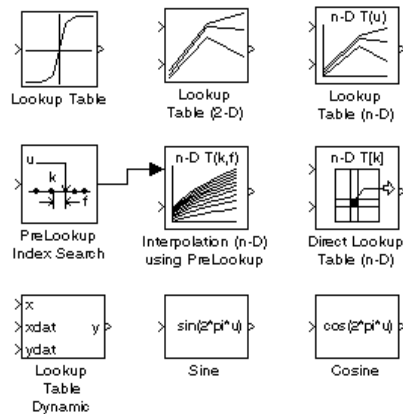 n-D T(u)
Lookup Table
Lookup
Table (2-D)
Lookup
Table (n-D)
u
k
f
n-D T(k,f)
n-D T[k]
PreLookup
Index Search
Interpolation (n-D)
using PreLookup
Direct Lookup
Table (n-D)
x
xdat
y
ydat
sin(2*pi*u)
cos(2*pi*u)
Lookup
Table
Dynamic
Sine
Cosine